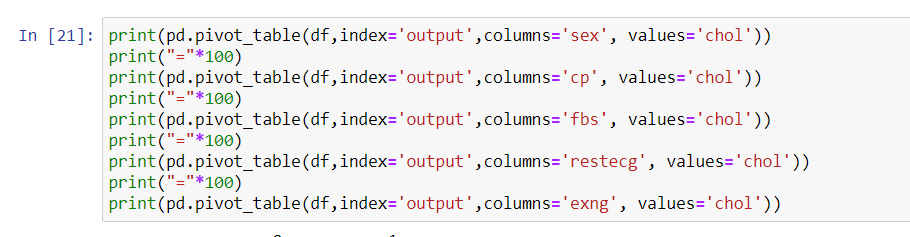 In [21]: print(pd.pivot_table(df,index='output',columns='sex', values='chol'))
print("="*100)
print(pd.pivot_table(df,index='output',columns='cp', values='chol'))
print("="*100)
print(pd.pivot_table(df,index='output',columns='fbs', values='chol'))
print("="*100)
print(pd.pivot_table(df,index='output',columns='restecg', values='chol'))
print("="*100)
print(pd.pivot_table(df,index='output',columns='exng', values='chol'))